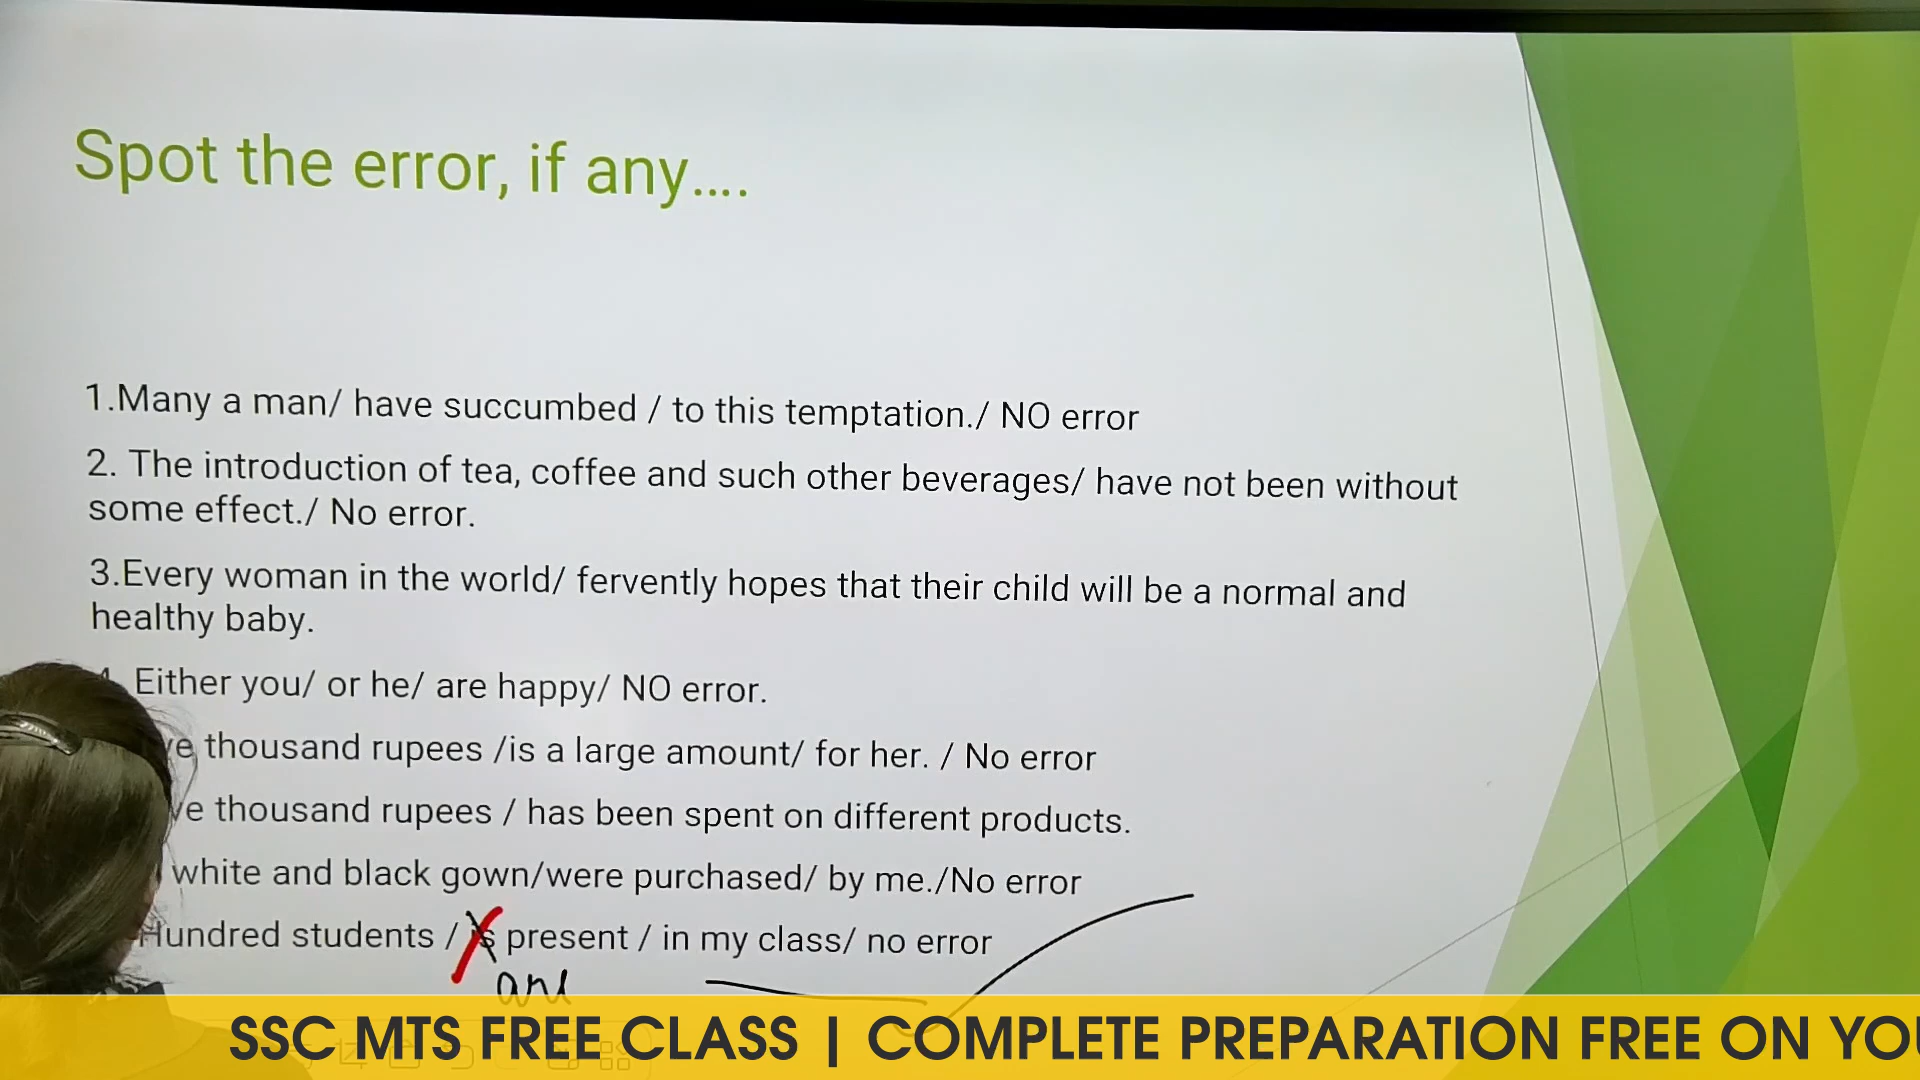 Spot the error, if any....
1.Many a man/ have succumbed / to this temptation./ NO error
2. The introduction of tea, coffee and such other beverages/ have not been without
some effect./ No error.
3.Every woman in the world/ fervently hopes that their child will be a normal and
healthy baby.
Either you/ or he/ are happy/ NO error.
thousand rupees /is a large amount/ for her. / No error
thousand rupees / has been spent on different products.
white and black gown/were purchased/ by me./No error
Hundred students / is present / in my class/ no error
are
SSC MTS FREE CLASS | COMPLETE PREPARATION FREE ON